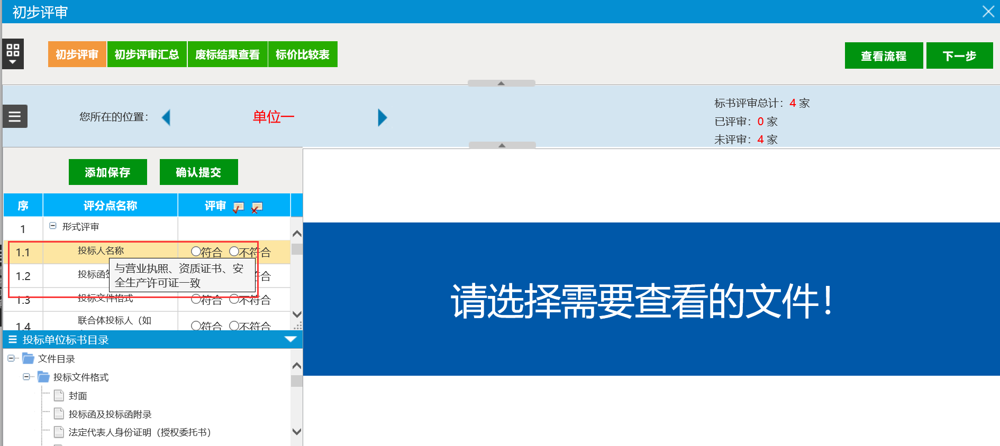 初步评审
初步评审 初步评审汇总 废标结果查看 标价比较表 查看流程 下一步
您所在的位置： 单位一
标书评审总计：4 家
已评审：0 家
未评审：4 家
添加保存 确认提交
序 评分点名称 评审
1 形式评审
1.1 投标人名称 符合 不符合
与营业执照、资质证书、安
全生产许可证一致
1.2 投标函 合
1.3 投标文件格式 符合 不符合
1.4 联合体投标人（如 符合 不符合
投标单位标书目录
文件目录
投标文件格式
封面
投标函及投标函附录
法定代表人身份证明（授权委托书）
请选择需要查看的文件！